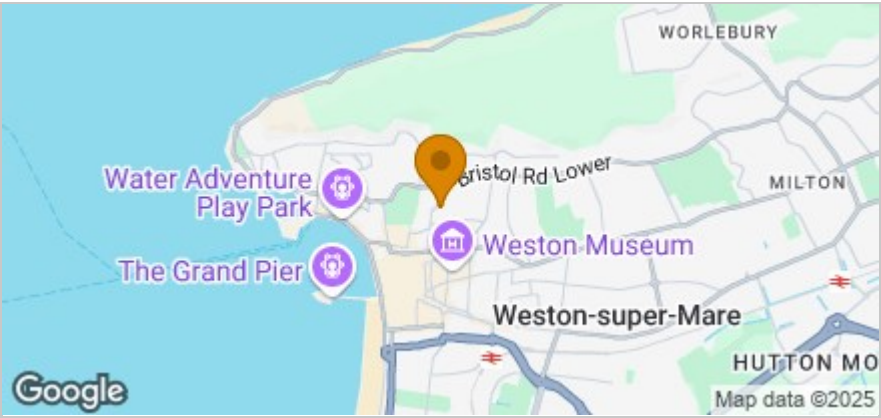 WORLEBURY
Bristol Rd Lower
Water Adventure
Play Park
MILTON
Weston Museum
The Grand Pier
Weston-super-Mare
HUTTON MO
Google
Map data ©2025